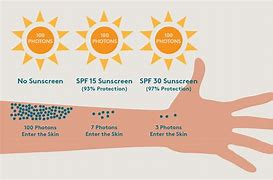 100
PHOTONS
100
PHOTONS
100
PHOTONS
No Sunscreen
SPF 15 Sunscreen
(93% Protection)
SPF 30 Sunscreen
(97% Protection)
100 Photons
Enter the Skin
7 Photons
Enter the Skin
3 Photons
Enter the Skin